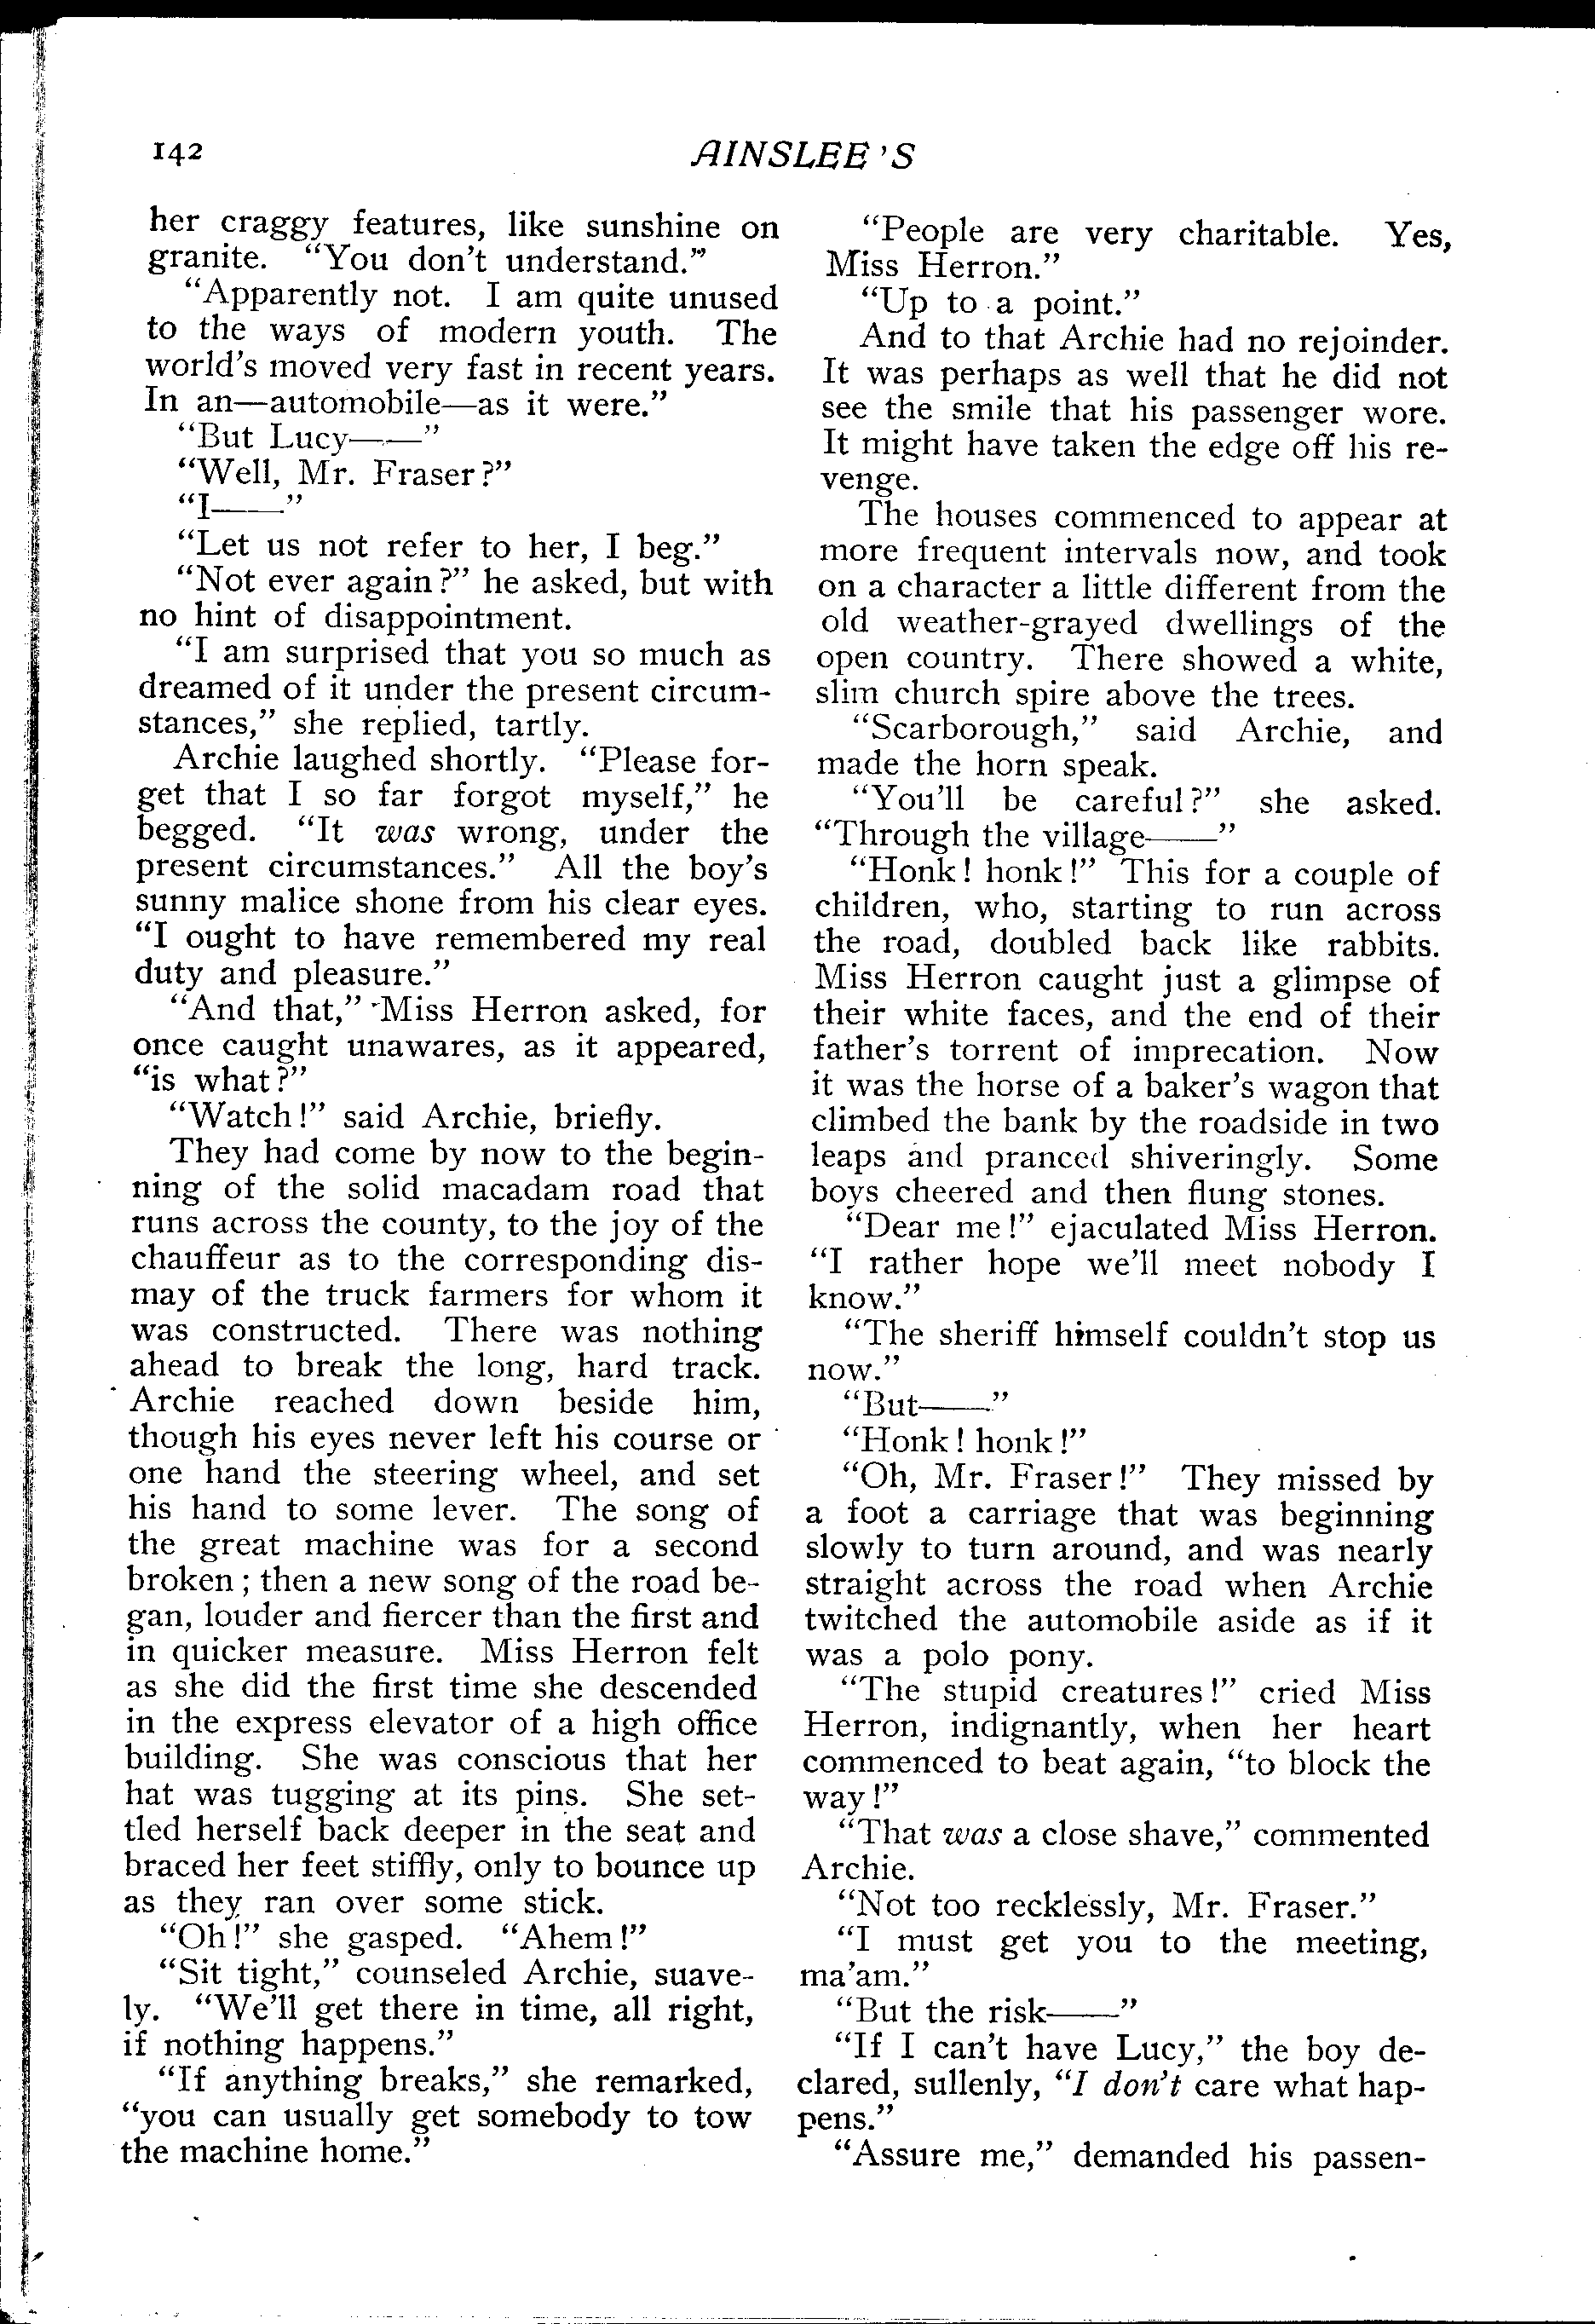 142
AINSLEE'S
her craggy features, like sunshine on
granite. “You don't understand.”
“Apparently not. I am quite unused
to the ways of modern youth. The
world's moved very fast in recent years.
In an—automobile—as it were.”
“But Lucy——”
“Well, Mr. Fraser?”
“I——”
“Let us not refer to her, I beg.”
“Not ever again?” he asked, but with
no hint of disappointment.
“I am surprised that you so much as
dreamed of it under the present circum-
stances,” she replied, tartly.
Archie laughed shortly. “Please for-
get that I so far forgot myself,” he
begged. “It was wrong, under the
present circumstances.” All the boy's
sunny malice shone from his clear eyes.
“I ought to have remembered my real
duty and pleasure.”
“And that,” Miss Herron asked, for
once caught unawares, as it appeared,
“is what?”
“Watch!” said Archie, briefly.
They had come by now to the begin-
ning of the solid macadam road that
runs across the county, to the joy of the
chauffeur as to the corresponding dis-
may of the truck farmers for whom it
was constructed. There was nothing
ahead to break the long, hard track.
Archie reached down beside him,
though his eyes never left his course or
one hand the steering wheel, and set
his hand to some lever. The song of
the great machine was for a second
broken; then a new song of the road be-
gan, louder and fiercer than the first and
in quicker measure. Miss Herron felt
as she did the first time she descended
in the express elevator of a high office
building. She was conscious that her
hat was tugging at its pins. She set-
tled herself back deeper in the seat and
braced her feet stiffly, only to bounce up
as they ran over some stick.
“Oh!” she gasped. “Ahem!”
“Sit tight,” counseled Archie, suave-
ly. “We'll get there in time, all right,
if nothing happens.”
“If anything breaks,” she remarked,
“you can usually get somebody to tow
the machine home.”
“People are very charitable. Yes,
Miss Herron.”
“Up to a point.”
And to that Archie had no rejoinder.
It was perhaps as well that he did not
see the smile that his passenger wore.
It might have taken the edge off his re-
venge.
The houses commenced to appear at
more frequent intervals now, and took
on a character a little different from the
old weather-grayed dwellings of the
open country. There showed a white,
slim church spire above the trees.
“Scarborough,” said Archie, and
made the horn speak.
“You'll be careful?” she asked.
“Through the village——”
“Honk! honk!” This for a couple of
children, who, starting to run across
the road, doubled back like rabbits.
Miss Herron caught just a glimpse of
their white faces, and the end of their
father's torrent of imprecation. Now
it was the horse of a baker's wagon that
climbed the bank by the roadside in two
leaps and pranced shiveringly. Some
boys cheered and then flung stones.
“Dear me!” ejaculated Miss Herron.
“I rather hope we'll meet nobody I
know.”
“The sheriff himself couldn't stop us
now.”
“But——”
“Honk! honk!”
“Oh, Mr. Fraser!” They missed by
a foot a carriage that was beginning
slowly to turn around, and was nearly
straight across the road when Archie
twitched the automobile aside as if it
was a polo pony.
“The stupid creatures!” cried Miss
Herron, indignantly, when her heart
commenced to beat again, “to block the
way!”
“That was a close shave,” commented
Archie.
“Not too recklessly, Mr. Fraser.”
“I must get you to the meeting,
ma'am.”
“But the risk——”
“If I can't have Lucy,” the boy de-
clared, sullenly, “I don't care what hap-
pens.”
“Assure me,” demanded his passen-